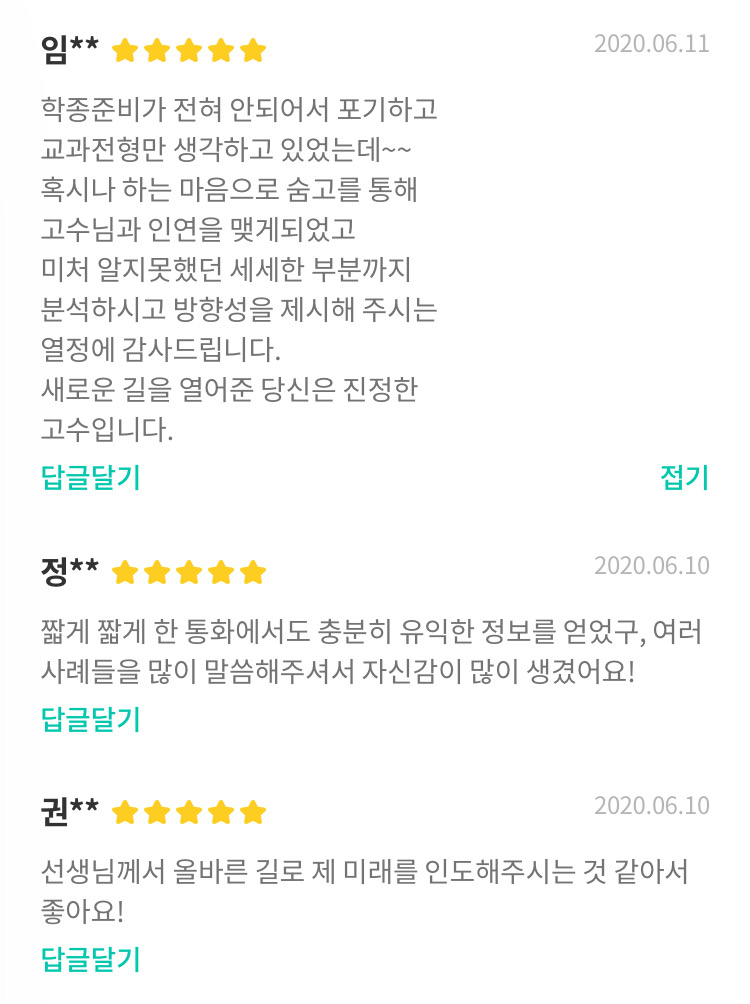 임** ★★★★★ 2020.06.11
학종준비가 전혀 안되어서 포기하고
교과전형만 생각하고 있었는데~~
혹시나 하는 마음으로 숨고를 통해
고수님과 인연을 맺게되었고
미처 알지못했던 세세한 부분까지
분석하시고 방향성을 제시해 주시는
열정에 감사드립니다.
새로운 길을 열어준 당신은 진정한
고수입니다.
답글달기 접기
정** ★★★★★ 2020.06.10
짧게 짧게 한 통화에서도 충분히 유익한 정보를 얻었구, 여러
사례들을 많이 말씀해주셔서 자신감이 많이 생겼어요!
답글달기
권** ★★★★★ 2020.06.10
선생님께서 올바른 길로 제 미래를 인도해주시는 것 같아서
좋아요!
답글달기